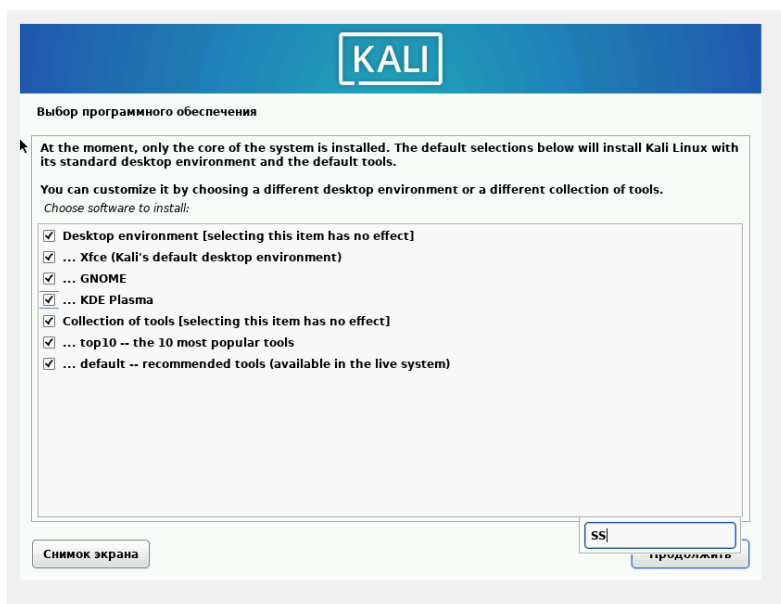 KALI
Выбор программного обеспечения
At the moment, only the core of the system is installed. The default selections below will install Kali Linux with
its standard desktop environment and the default tools.
You can customize it by choosing a different desktop environment or a different collection of tools.
Choose software to install:
Desktop environment [selecting this item has no effect]
... Xfce (Kali's default desktop environment)
... GNOME
... KDE Plasma
Collection of tools [selecting this item has no effect]
... top10 -- the 10 most popular tools
... default -- recommended tools (available in the live system)
ss
Снимок экрана
Продолжить